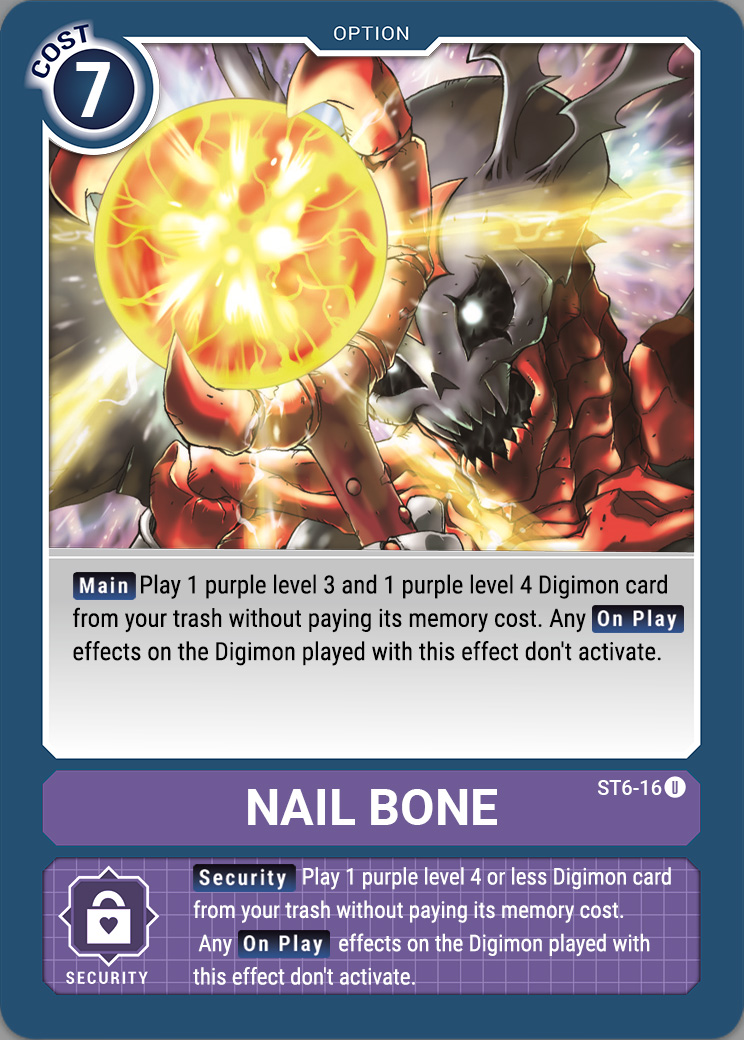 OPTION
COST
7
Main Play 1 purple level 3 and 1 purple level 4 Digimon card
from your trash without paying its memory cost. Any On Play
effects on the Digimon played with this effect don't activate.
ST6-16 U
NAIL BONE
Security Play 1 purple level 4 or less Digimon card
from your trash without paying its memory cost.
Any On Play effects on the Digimon played with
this effect don't activate.
SECURITY